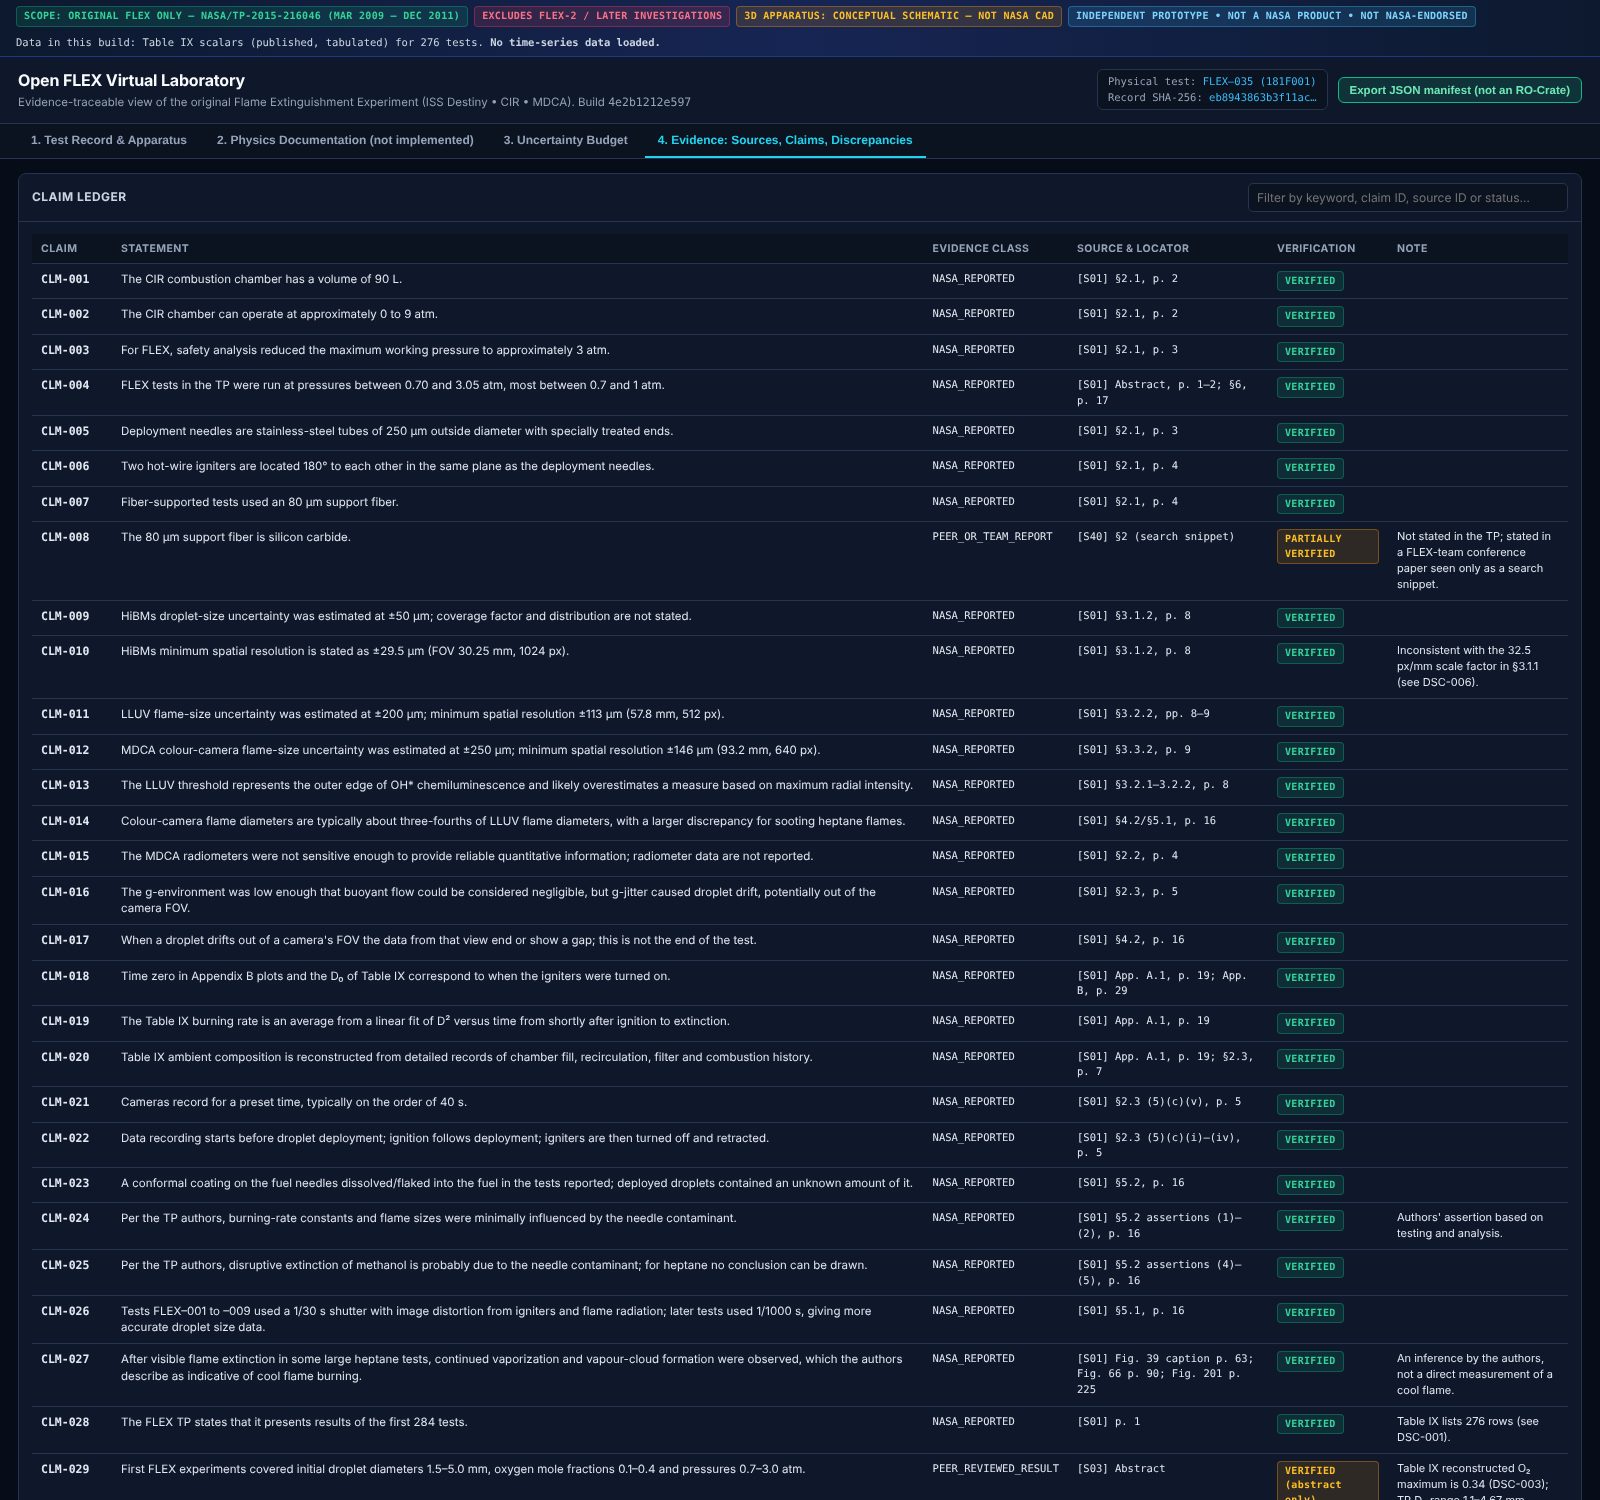 SCOPE: ORIGINAL FLEX ONLY — NASA/TP-2015-216046 (MAR 2009 – DEC 2011) EXCLUDES FLEX-2 / LATER INVESTIGATIONS 3D APPARATUS: CONCEPTUAL SCHEMATIC — NOT NASA CAD INDEPENDENT PROTOTYPE • NOT A NASA PRODUCT • NOT NASA-ENDORSED
Data in this build: Table IX scalars (published, tabulated) for 276 tests. No time-series data loaded.
Open FLEX Virtual Laboratory
Evidence-traceable view of the original Flame Extinguishment Experiment (ISS Destiny • CIR • MDCA). Build 4e2b1212e597
Physical test: FLEX–035 (181F001)
Record SHA-256: eb8943863b3f11ac…
Export JSON manifest (not an RO-Crate)
1. Test Record & Apparatus 2. Physics Documentation (not implemented) 3. Uncertainty Budget 4. Evidence: Sources, Claims, Discrepancies
CLAIM LEDGER Filter by keyword, claim ID, source ID or status…
CLAIM STATEMENT EVIDENCE CLASS SOURCE & LOCATOR VERIFICATION NOTE
CLM-001 The CIR combustion chamber has a volume of 90 L. NASA_REPORTED [S01] §2.1, p. 2 VERIFIED
CLM-002 The CIR chamber can operate at approximately 0 to 9 atm. NASA_REPORTED [S01] §2.1, p. 2 VERIFIED
CLM-003 For FLEX, safety analysis reduced the maximum working pressure to approximately 3 atm. NASA_REPORTED [S01] §2.1, p. 3 VERIFIED
CLM-004 FLEX tests in the TP were run at pressures between 0.70 and 3.05 atm, most between 0.7 and 1 atm. NASA_REPORTED [S01] Abstract, p. 1–2; §6, VERIFIED
p. 17
CLM-005 Deployment needles are stainless-steel tubes of 250 µm outside diameter with specially treated ends. NASA_REPORTED [S01] §2.1, p. 3 VERIFIED
CLM-006 Two hot-wire igniters are located 180° to each other in the same plane as the deployment needles. NASA_REPORTED [S01] §2.1, p. 4 VERIFIED
CLM-007 Fiber-supported tests used an 80 µm support fiber. NASA_REPORTED [S01] §2.1, p. 4 VERIFIED
CLM-008 The 80 µm support fiber is silicon carbide. PEER_OR_TEAM_REPORT [S40] §2 (search snippet) PARTIALLY Not stated in the TP; stated in
VERIFIED a FLEX-team conference
paper seen only as a search
snippet.
CLM-009 HiBMs droplet-size uncertainty was estimated at ±50 µm; coverage factor and distribution are not stated. NASA_REPORTED [S01] §3.1.2, p. 8 VERIFIED
CLM-010 HiBMs minimum spatial resolution is stated as ±29.5 µm (FOV 30.25 mm, 1024 px). NASA_REPORTED [S01] §3.1.2, p. 8 VERIFIED Inconsistent with the 32.5
px/mm scale factor in §3.1.1
(see DSC-006).
CLM-011 LLUV flame-size uncertainty was estimated at ±200 µm; minimum spatial resolution ±113 µm (57.8 mm, 512 px). NASA_REPORTED [S01] §3.2.2, pp. 8–9 VERIFIED
CLM-012 MDCA colour-camera flame-size uncertainty was estimated at ±250 µm; minimum spatial resolution ±146 µm (93.2 mm, 640 px). NASA_REPORTED [S01] §3.3.2, p. 9 VERIFIED
CLM-013 The LLUV threshold represents the outer edge of OH* chemiluminescence and likely overestimates a measure based on maximum radial intensity. NASA_REPORTED [S01] §3.2.1–3.2.2, p. 8 VERIFIED
CLM-014 Colour-camera flame diameters are typically about three-fourths of LLUV flame diameters, with a larger discrepancy for sooting heptane flames. NASA_REPORTED [S01] §4.2/§5.1, p. 16 VERIFIED
CLM-015 The MDCA radiometers were not sensitive enough to provide reliable quantitative information; radiometer data are not reported. NASA_REPORTED [S01] §2.2, p. 4 VERIFIED
CLM-016 The g-environment was low enough that buoyant flow could be considered negligible, but g-jitter caused droplet drift, potentially out of the NASA_REPORTED [S01] §2.3, p. 5 VERIFIED
camera FOV.
CLM-017 When a droplet drifts out of a camera's FOV the data from that view end or show a gap; this is not the end of the test. NASA_REPORTED [S01] §4.2, p. 16 VERIFIED
CLM-018 Time zero in Appendix B plots and the D₀ of Table IX correspond to when the igniters were turned on. NASA_REPORTED [S01] App. A.1, p. 19; App. VERIFIED
B, p. 29
CLM-019 The Table IX burning rate is an average from a linear fit of D² versus time from shortly after ignition to extinction. NASA_REPORTED [S01] App. A.1, p. 19 VERIFIED
CLM-020 Table IX ambient composition is reconstructed from detailed records of chamber fill, recirculation, filter and combustion history. NASA_REPORTED [S01] App. A.1, p. 19; §2.3, VERIFIED
p. 7
CLM-021 Cameras record for a preset time, typically on the order of 40 s. NASA_REPORTED [S01] §2.3 (5)(c)(v), p. 5 VERIFIED
CLM-022 Data recording starts before droplet deployment; ignition follows deployment; igniters are then turned off and retracted. NASA_REPORTED [S01] §2.3 (5)(c)(i)–(iv), VERIFIED
p. 5
CLM-023 A conformal coating on the fuel needles dissolved/flaked into the fuel in the tests reported; deployed droplets contained an unknown amount of it. NASA_REPORTED [S01] §5.2, p. 16 VERIFIED
CLM-024 Per the TP authors, burning-rate constants and flame sizes were minimally influenced by the needle contaminant. NASA_REPORTED [S01] §5.2 assertions (1)– VERIFIED Authors' assertion based on
(2), p. 16 testing and analysis.
CLM-025 Per the TP authors, disruptive extinction of methanol is probably due to the needle contaminant; for heptane no conclusion can be drawn. NASA_REPORTED [S01] §5.2 assertions (4)– VERIFIED
(5), p. 16
CLM-026 Tests FLEX–001 to –009 used a 1/30 s shutter with image distortion from igniters and flame radiation; later tests used 1/1000 s, giving more NASA_REPORTED [S01] §5.1, p. 16 VERIFIED
accurate droplet size data.
CLM-027 After visible flame extinction in some large heptane tests, continued vaporization and vapour-cloud formation were observed, which the authors NASA_REPORTED [S01] Fig. 39 caption p. 63; VERIFIED An inference by the authors,
describe as indicative of cool flame burning. Fig. 66 p. 90; Fig. 201 p. not a direct measurement of a
225 cool flame.
CLM-028 The FLEX TP states that it presents results of the first 284 tests. NASA_REPORTED [S01] p. 1 VERIFIED Table IX lists 276 rows (see
DSC-001).
CLM-029 First FLEX experiments covered initial droplet diameters 1.5–5.0 mm, oxygen mole fractions 0.1–0.4 and pressures 0.7–3.0 atm. PEER_REVIEWED_RESULT [S03] Abstract VERIFIED Table IX reconstructed O₂
(abstract maximum is 0.34 (DSC-003);